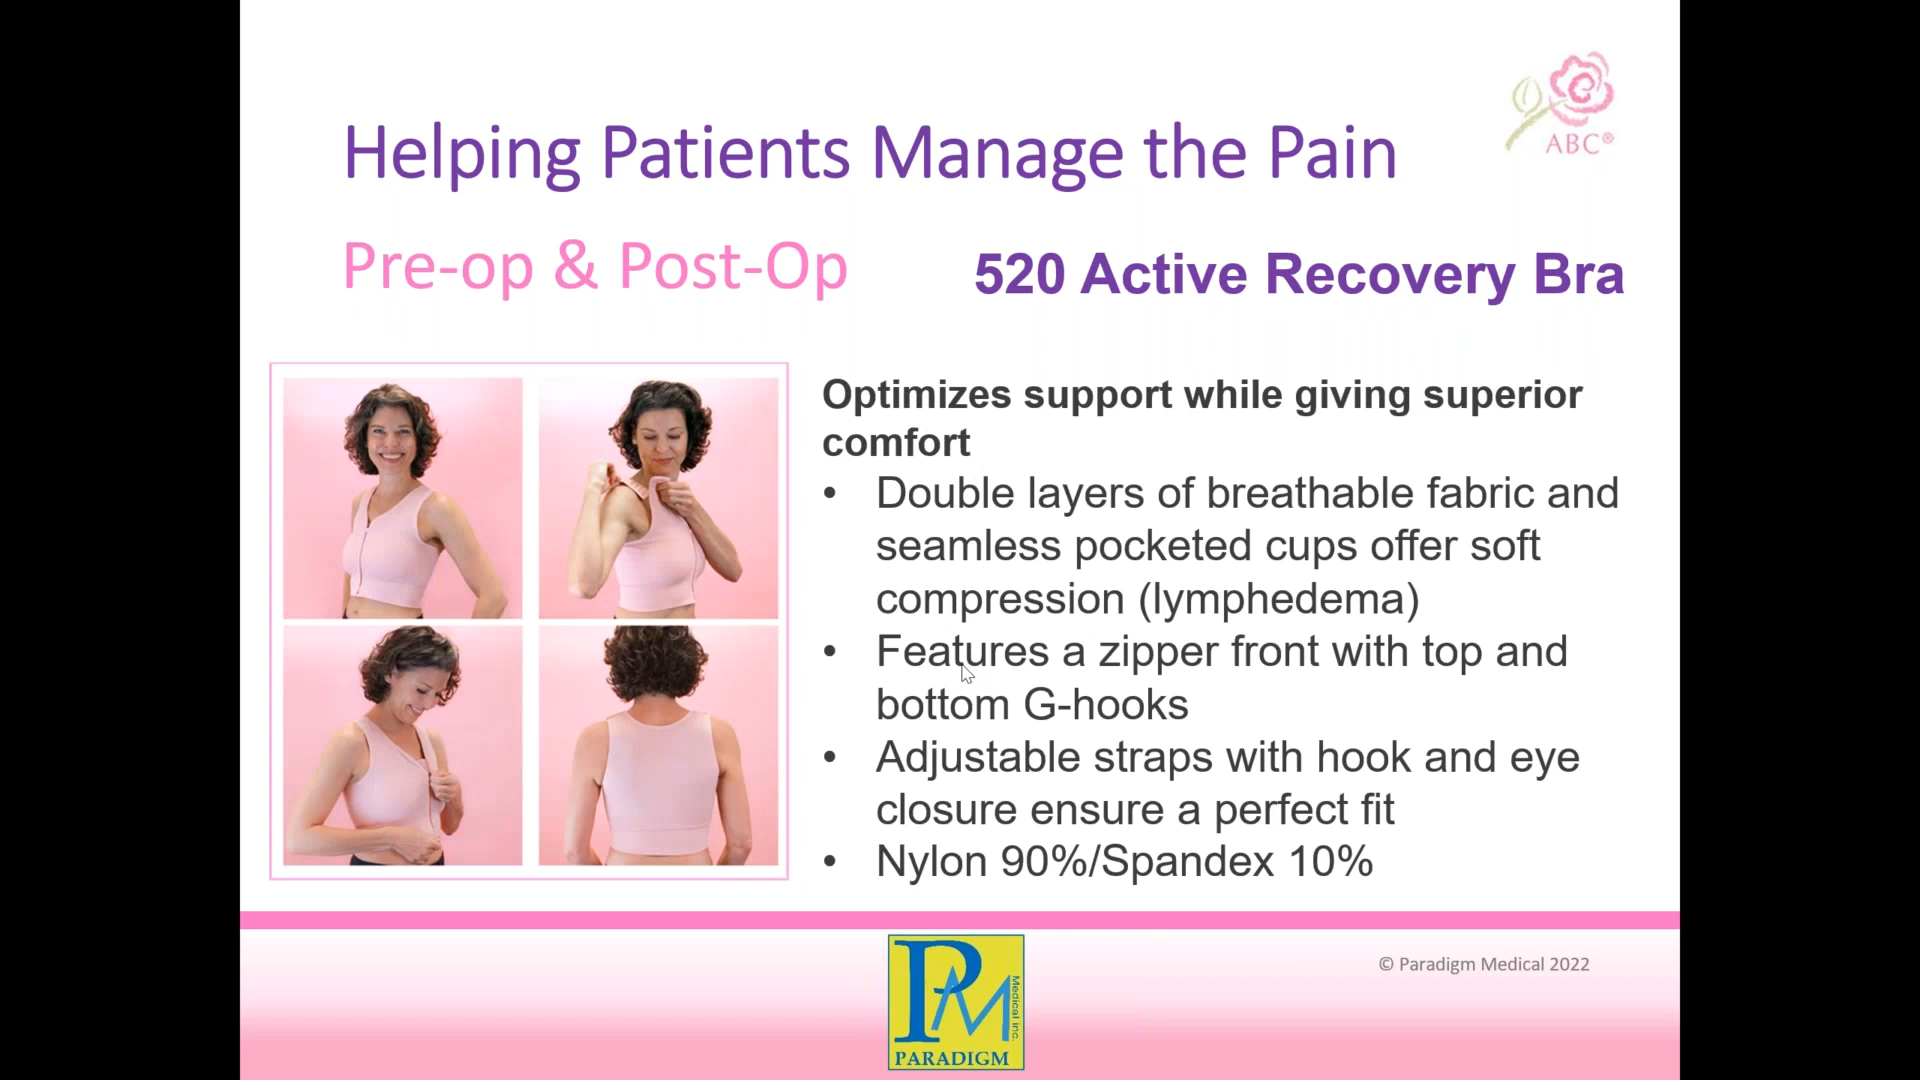 ABC®
Helping Patients Manage the Pain
Pre-op & Post-Op
520 Active Recovery Bra
Optimizes support while giving superior
comfort
• Double layers of breathable fabric and
seamless pocketed cups offer soft
compression (lymphedema)
• Features a zipper front with top and
bottom G-hooks
• Adjustable straps with hook and eye
closure ensure a perfect fit
• Nylon 90%/Spandex 10%
PM
Medical inc.
PARADIGM
© Paradigm Medical 2022